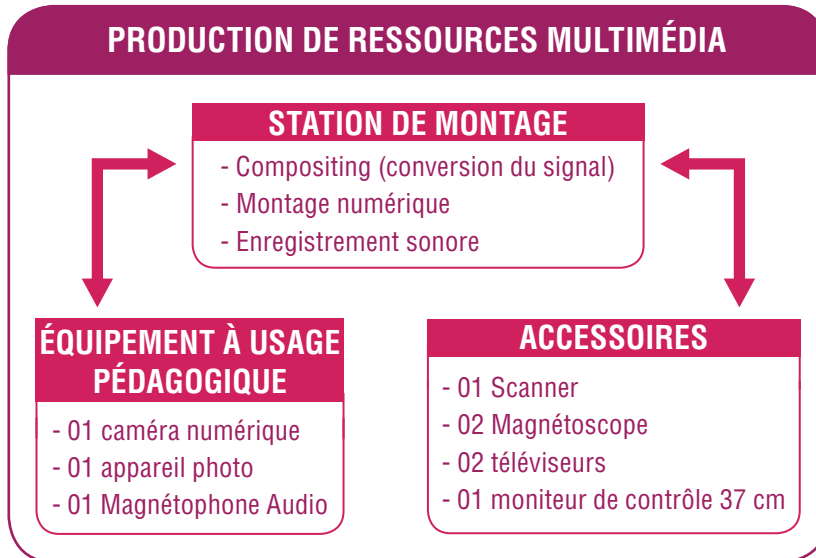 PRODUCTION DE RESSOURCES MULTIMÉDIA
STATION DE MONTAGE
- Compositing (conversion du signal)
- Montage numérique
- Enregistrement sonore
ÉQUIPEMENT À USAGE
PÉDAGOGIQUE
- 01 caméra numérique
- 01 appareil photo
- 01 Magnétophone Audio
ACCESSOIRES
- 01 Scanner
- 02 Magnétoscope
- 02 téléviseurs
- 01 moniteur de contrôle 37 cm